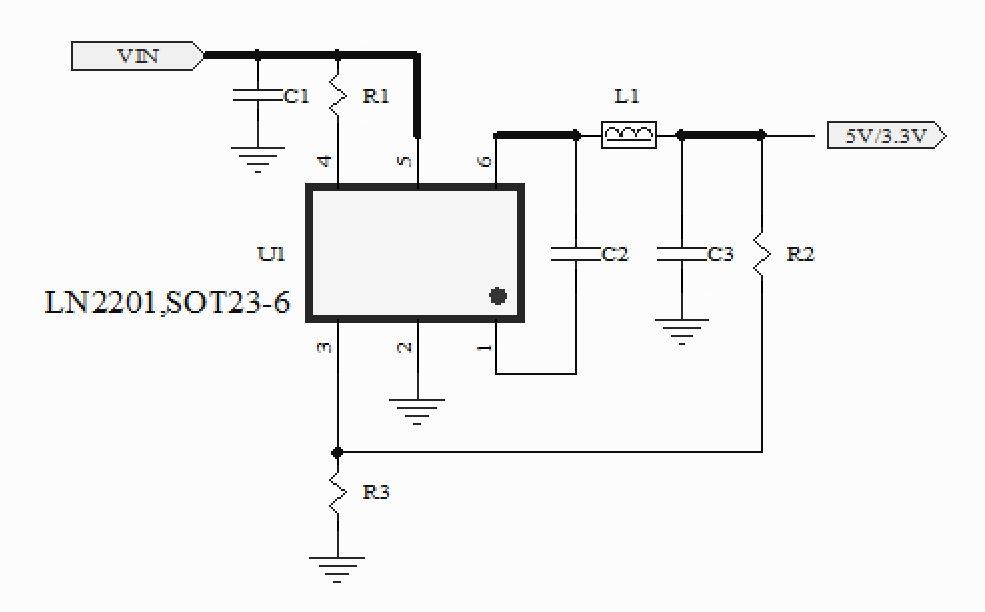 VIN
C1
R1
L1
5V/3.3V
4
5
6
U1
C2
C3
R2
LN2201,SOT23-6
3
2
1
R3